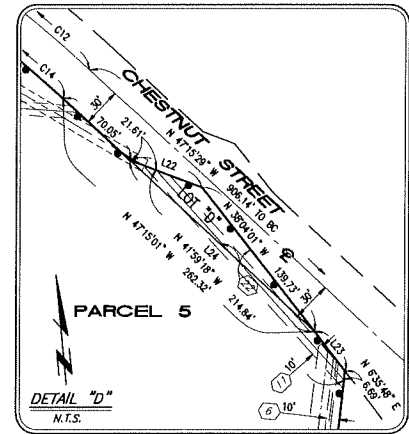 C12
C14
30'
CHESTNUT STREET
70.05'
21.61'
L22
N 47°15'29" W
906.14' TO BC
LOT "D"
N 38°04'01" W
N 47°15'01" W
N 41°59'18" W
262.32'
L24
22
214.84'
139.73'
30'
PARCEL 5
L23
N 6°35'48" E
6.69'
11
10'
6
10'
DETAIL "D"
N.T.S.